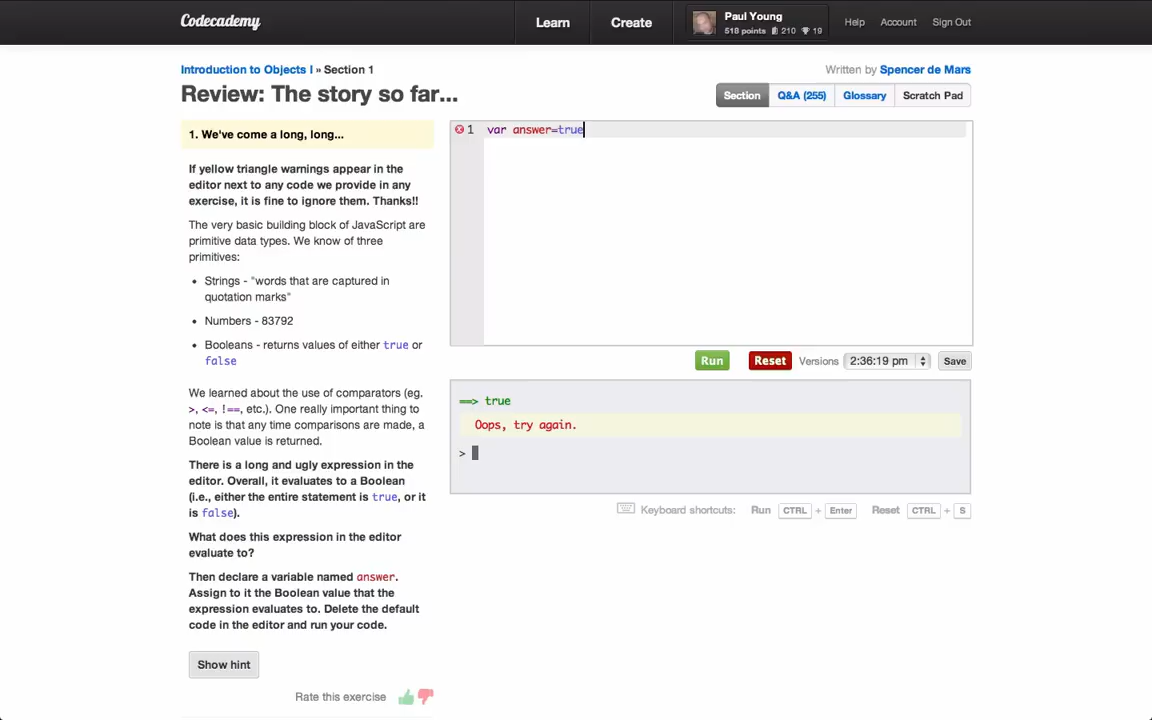 Codecademy
Learn
Create
Paul Young
518 points 210 19
Help
Account
Sign Out
Introduction to Objects I » Section 1
Written by Spencer de Mars
Review: The story so far...
Section
Q&A (255)
Glossary
Scratch Pad
1. We've come a long, long...
If yellow triangle warnings appear in the
editor next to any code we provide in any
exercise, it is fine to ignore them. Thanks!!
The very basic building block of JavaScript are
primitive data types. We know of three
primitives:
• Strings - "words that are captured in
quotation marks"
• Numbers - 83792
• Booleans - returns values of either true or
false
We learned about the use of comparators (eg.
>, <=, !==, etc.). One really important thing to
note is that any time comparisons are made, a
Boolean value is returned.
There is a long and ugly expression in the
editor. Overall, it evaluates to a Boolean
(i.e., either the entire statement is true, or it
is false).
What does this expression in the editor
evaluate to?
Then declare a variable named answer.
Assign to it the Boolean value that the
expression evaluates to. Delete the default
code in the editor and run your code.
Show hint
Rate this exercise
1 var answer=true
Run
Reset
Versions
2:36:19 pm
Save
==> true
Oops, try again.
>
Keyboard shortcuts: Run CTRL + Enter Reset CTRL + S